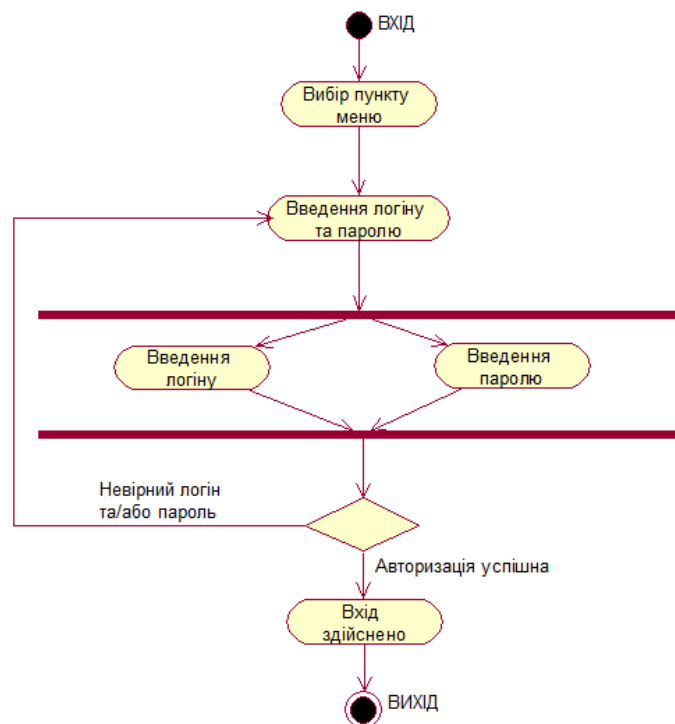 ВХІД
Вибір пункту
меню
Введення логіну
та паролю
Введення
логіну
Введення
паролю
Невірний логін
та/або пароль
Авторизація успішна
Вхід
здійснено
ВИХІД